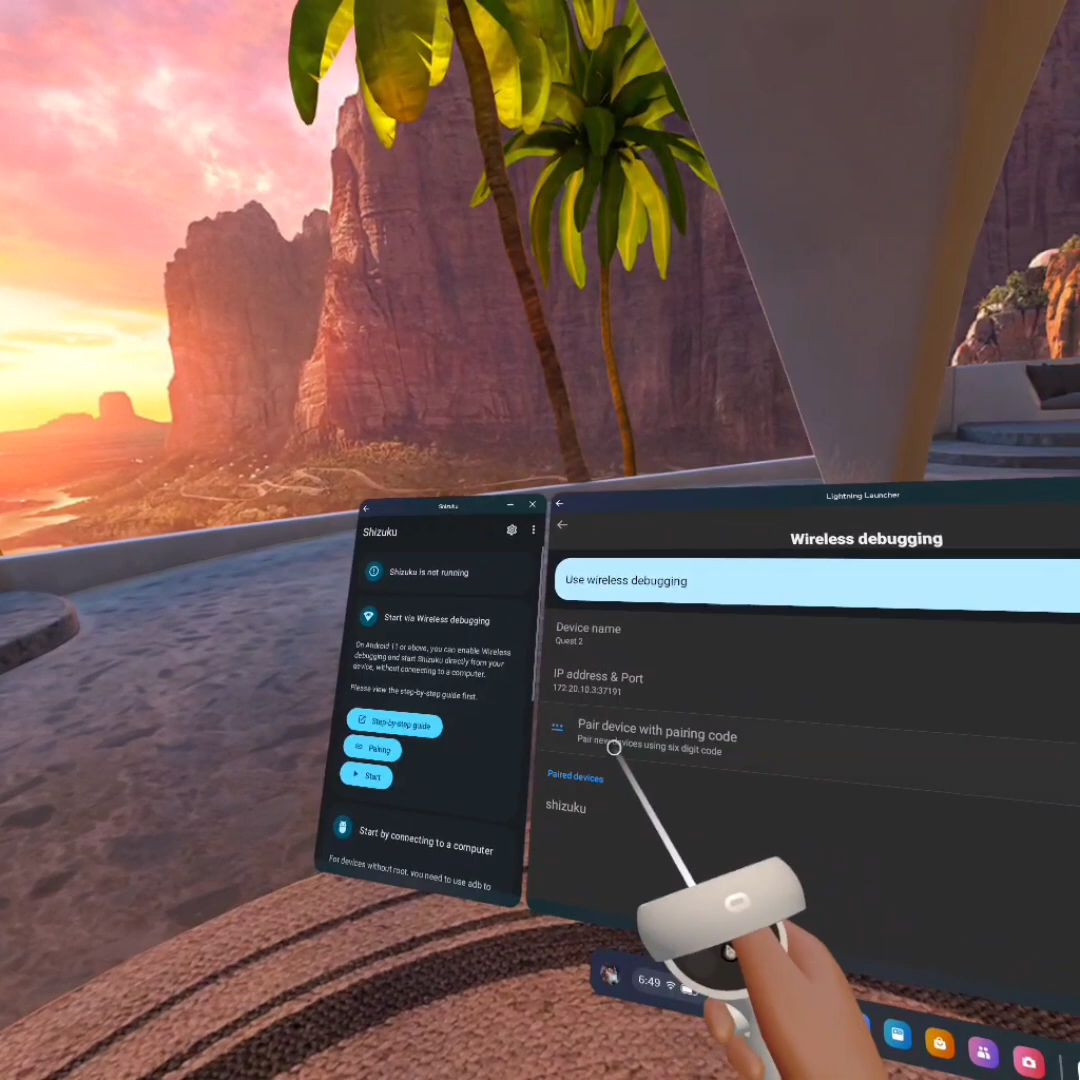 Shizuku
Shizuku
Shizuku is not running
Start via Wireless debugging
On Android 11 or above, you can enable Wireless
debugging and start Shizuku directly from your
device, without connecting to a computer.
Please view the step-by-step guide first.
Step-by-step guide
Pairing
Start
Start by connecting to a computer
For devices without root, you need to use adb to
Lightning Launcher
Wireless debugging
Use wireless debugging
Device name
Quest 2
IP address & Port
172.20.10.3:37191
Pair device with pairing code
Pair new devices using six digit code
Paired devices
shizuku
6:49